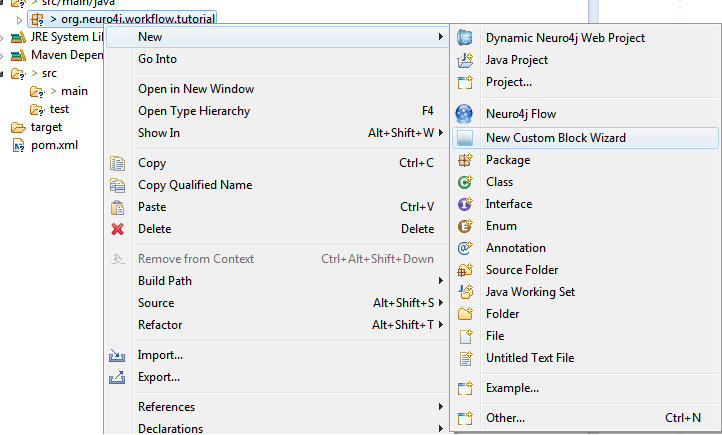 src/main/java
> org.neuro4j.workflow.tutorial
JRE System Lib
Maven Depen
> src
> main
test
target
pom.xml
New
Go Into
Open in New Window
Open Type Hierarchy F4
Show In Alt+Shift+W
Copy Ctrl+C
Copy Qualified Name
Paste Ctrl+V
Delete Delete
Remove from Context Ctrl+Alt+Shift+Down
Build Path
Source Alt+Shift+S
Refactor Alt+Shift+T
Import...
Export...
References
Declarations
Dynamic Neuro4j Web Project
Java Project
Project...
Neuro4j Flow
New Custom Block Wizard
Package
Class
Interface
Enum
Annotation
Source Folder
Java Working Set
Folder
File
Untitled Text File
Example...
Other... Ctrl+N